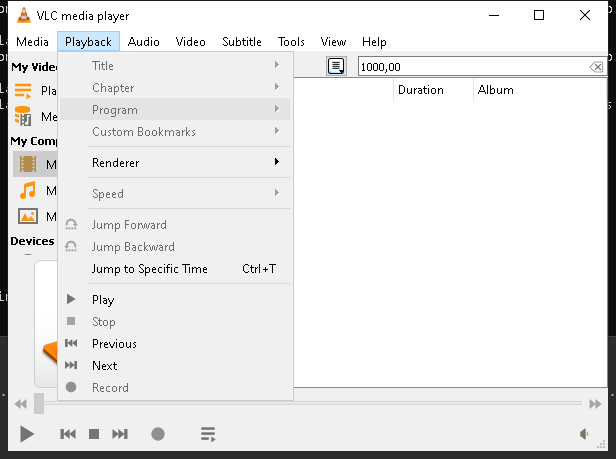 VLC media player
Media Playback Audio Video Subtitle Tools View Help
My Vide
Title
1000,00
Pla
Chapter
Duration Album
Me
Program
My Comp
Custom Bookmarks
M
Renderer
M
Speed
M
Jump Forward
Devices
Jump Backward
Jump to Specific Time Ctrl+T
Play
Stop
Previous
Next
Record